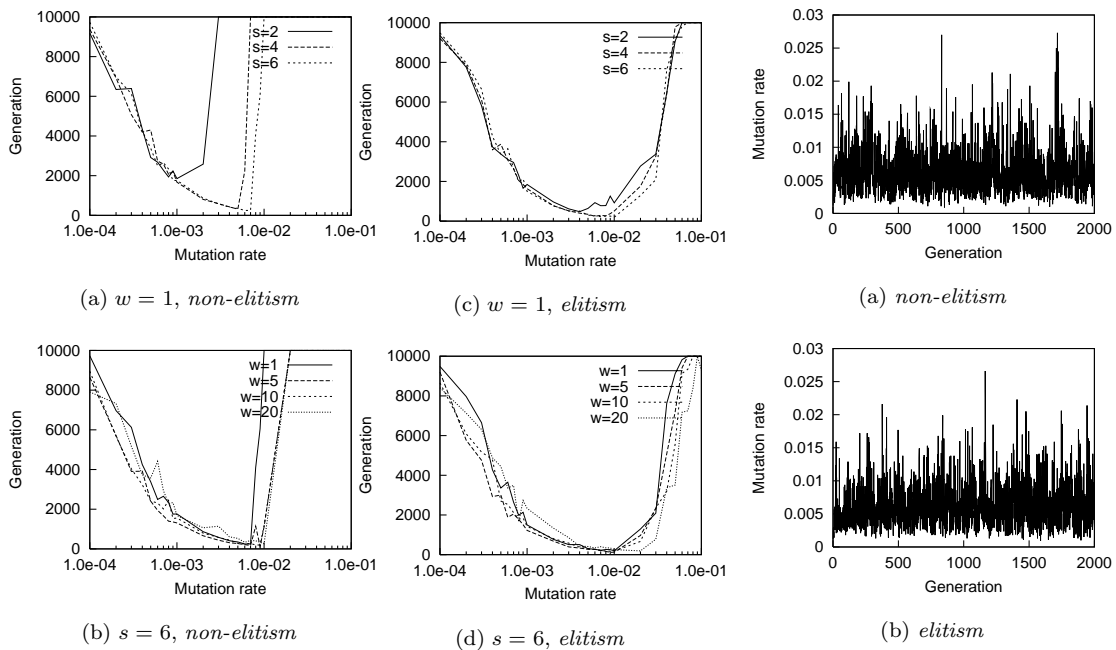 10000
8000
6000
4000
2000
0
Generation
1.0e-04 1.0e-03 1.0e-02 1.0e-01
Mutation rate
s=2
s=4
s=6
(a) w = 1, non-elitism
10000
8000
6000
4000
2000
0
Generation
1.0e-04 1.0e-03 1.0e-02 1.0e-01
Mutation rate
s=2
s=4
s=6
(c) w = 1, elitism
0.03
0.025
0.02
0.015
0.01
0.005
0
Mutation rate
0 500 1000 1500 2000
Generation
(a) non-elitism
10000
8000
6000
4000
2000
0
Generation
1.0e-04 1.0e-03 1.0e-02 1.0e-01
Mutation rate
w=1
w=5
w=10
w=20
(b) s = 6, non-elitism
10000
8000
6000
4000
2000
0
Generation
1.0e-04 1.0e-03 1.0e-02 1.0e-01
Mutation rate
w=1
w=5
w=10
w=20
(d) s = 6, elitism
0.03
0.025
0.02
0.015
0.01
0.005
0
Mutation rate
0 500 1000 1500 2000
Generation
(b) elitism